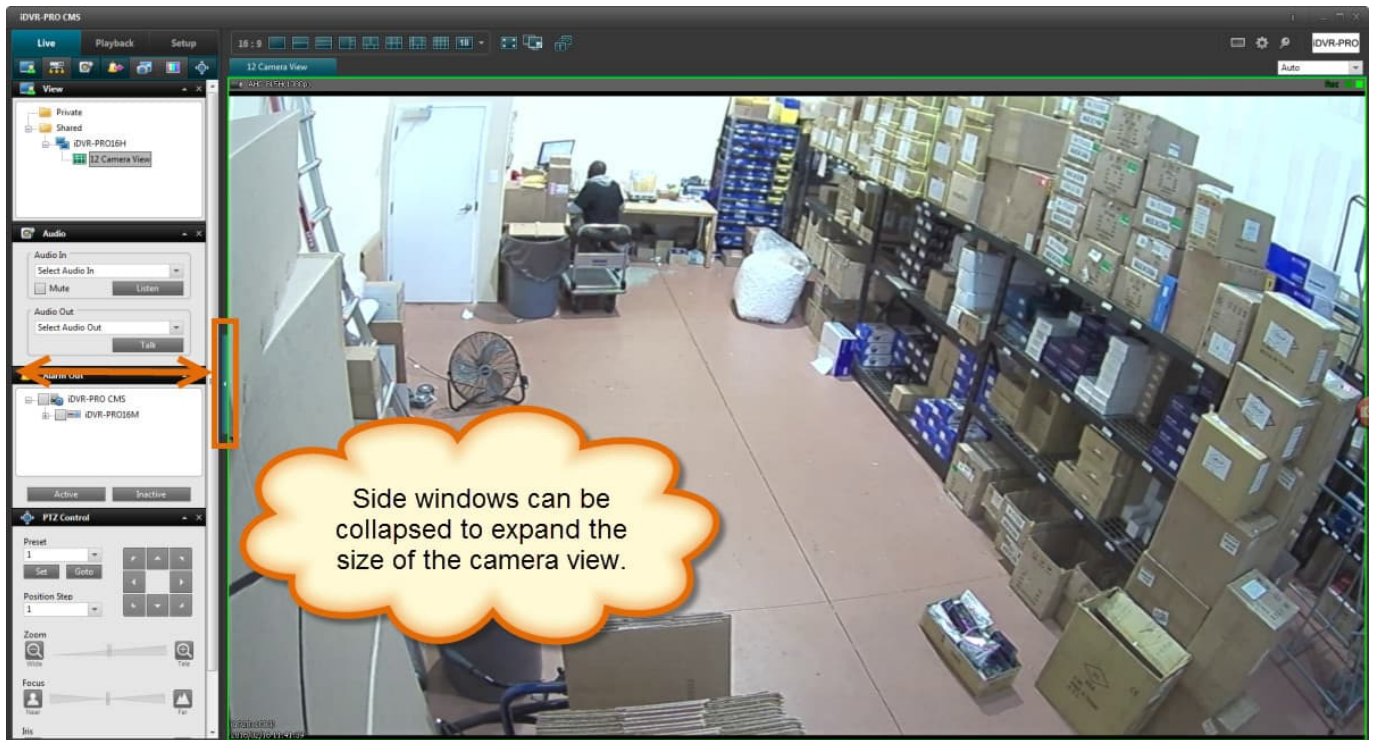 iDVR-PRO CMS
Live Playback Setup
16 : 9
18
iDVR-PRO
12 Camera View
Auto
View
Rec
Private
Shared
iDVR-PRO16H
12 Camera View
Audio
Audio In
Select Audio In
Mute Listen
Audio Out
Select Audio Out
Talk
Alarm Out
iDVR-PRO CMS
iDVR-PRO16M
Active Inactive
PTZ Control
Preset
1
Set Goto
Position Step
1
Zoom
Wide Tele
Focus
Near Far
Iris
Side windows can be
collapsed to expand the
size of the camera view.